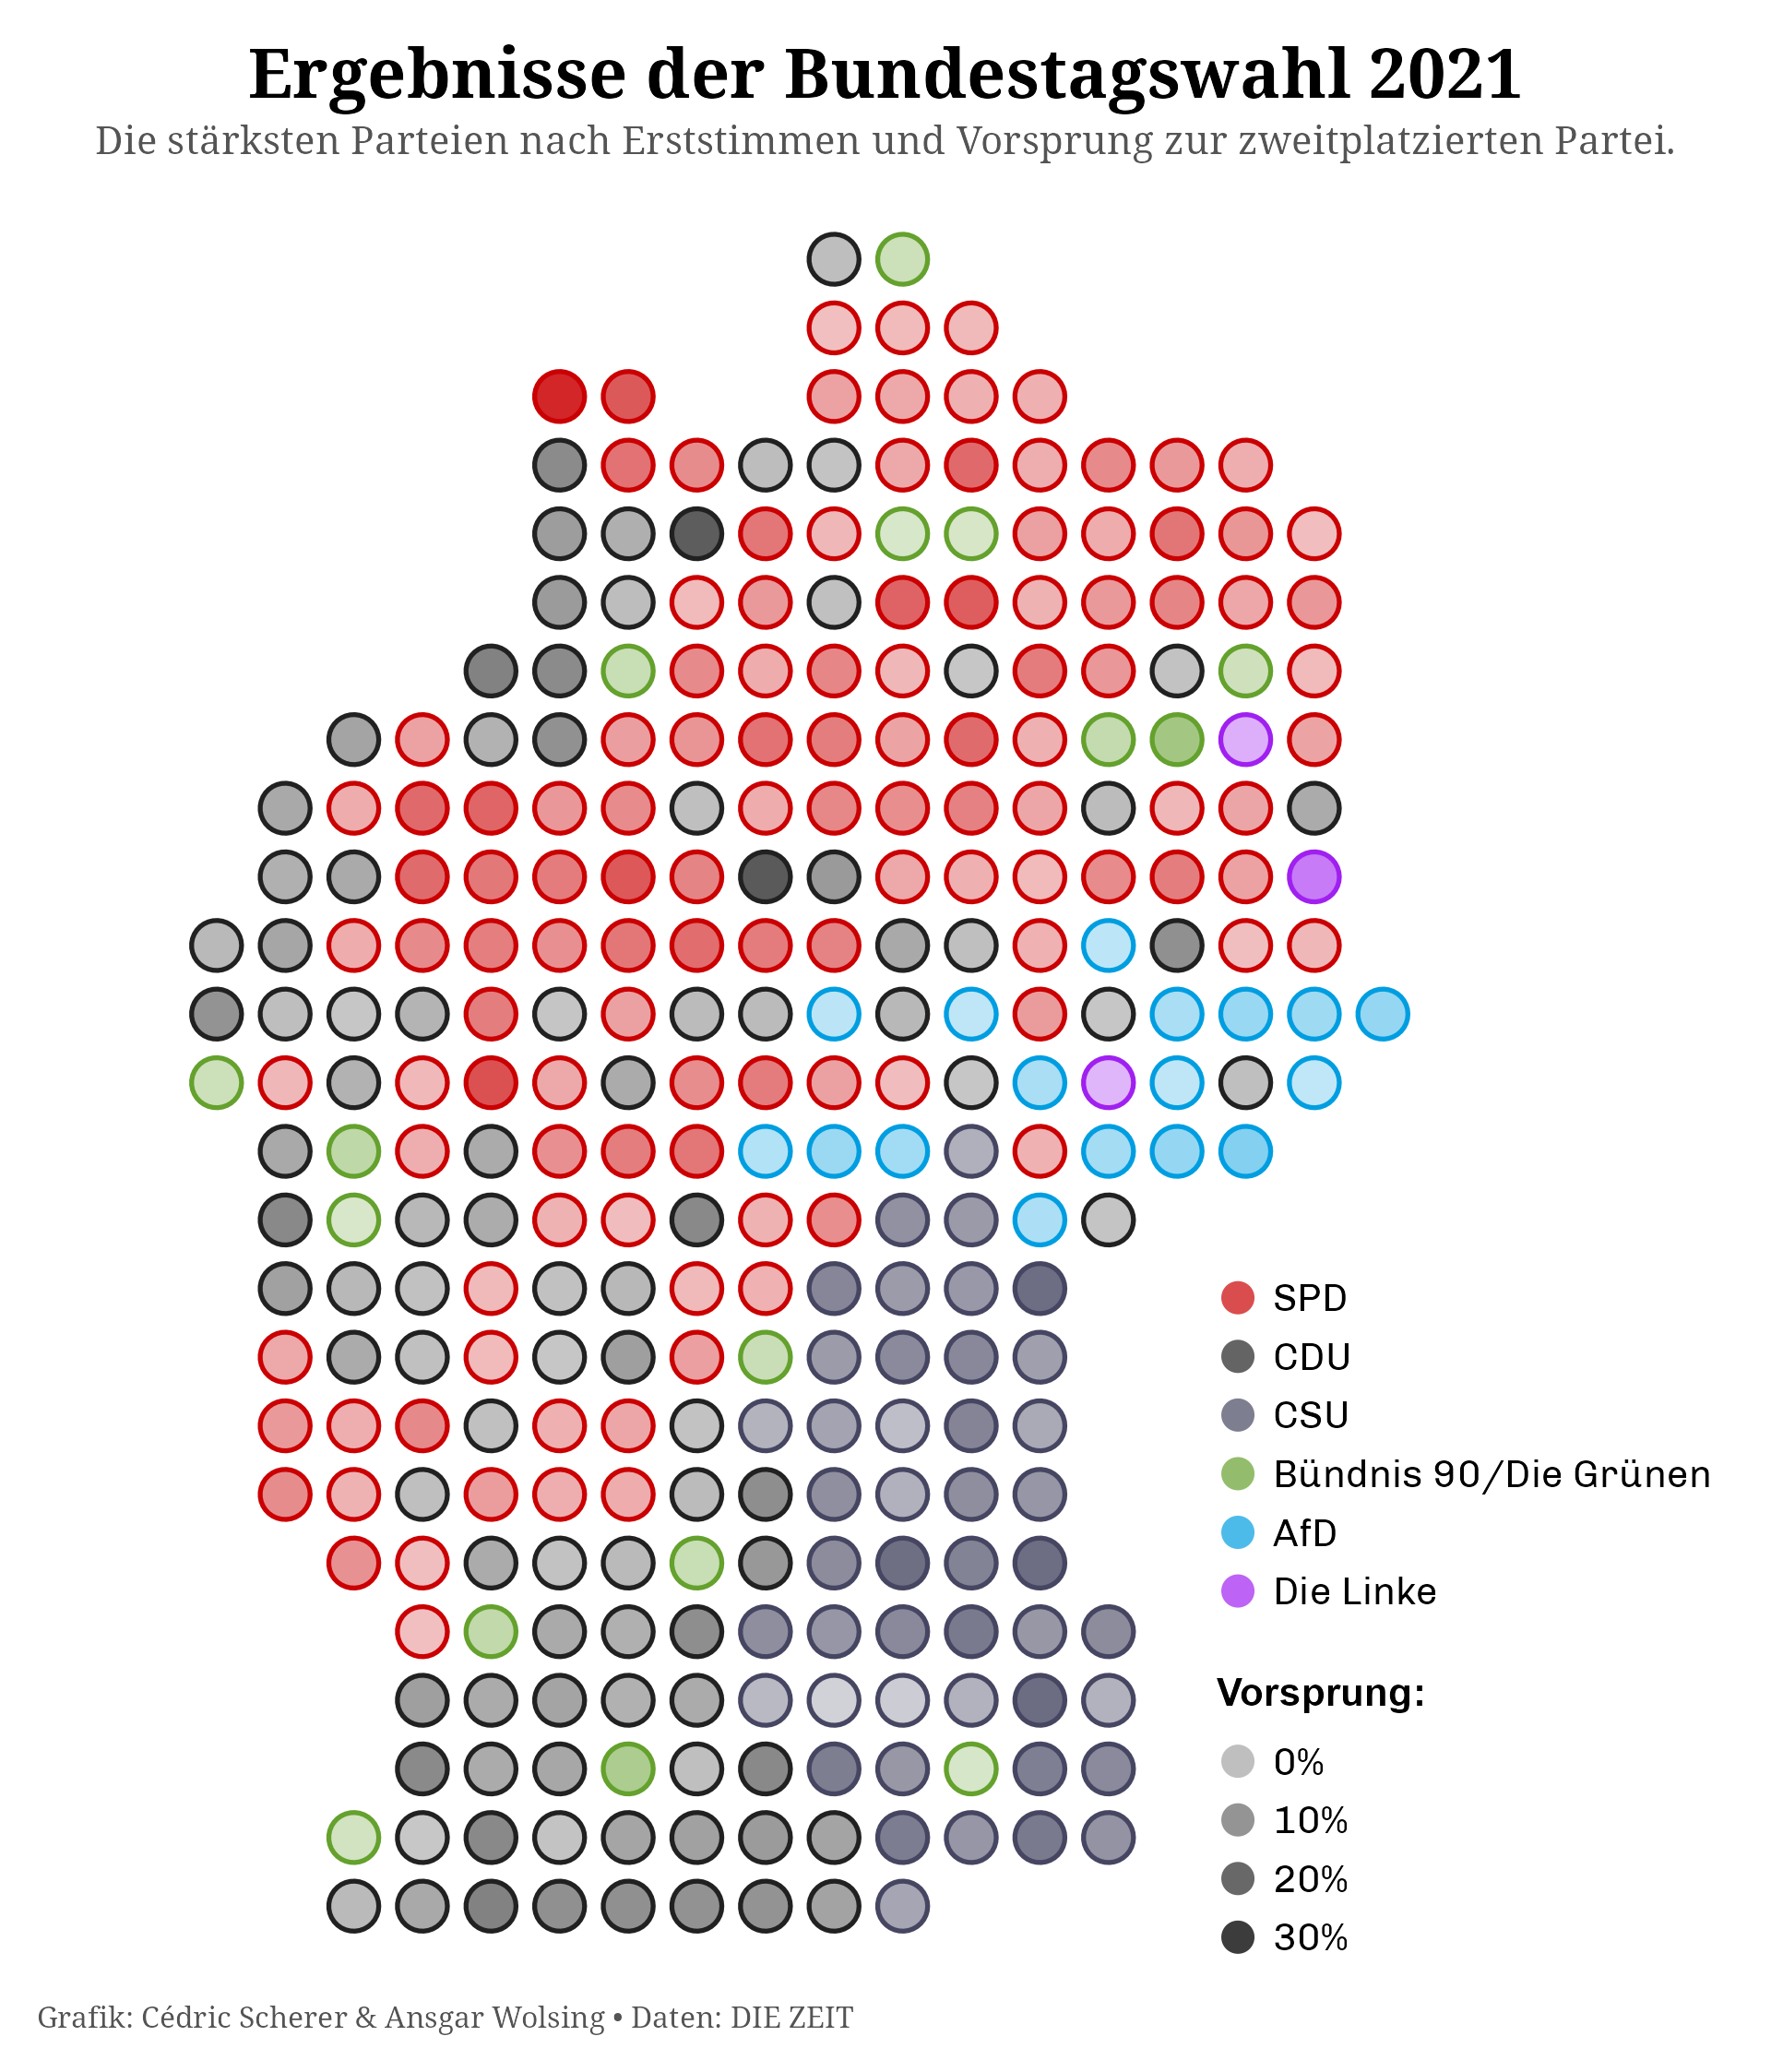 Ergebnisse der Bundestagswahl 2021
Die stärksten Parteien nach Erststimmen und Vorsprung zur zweitplatzierten Partei.
SPD
CDU
CSU
Bündnis 90/Die Grünen
AfD
Die Linke
Vorsprung:
0%
10%
20%
30%
Grafik: Cédric Scherer & Ansgar Wolsing • Daten: DIE ZEIT